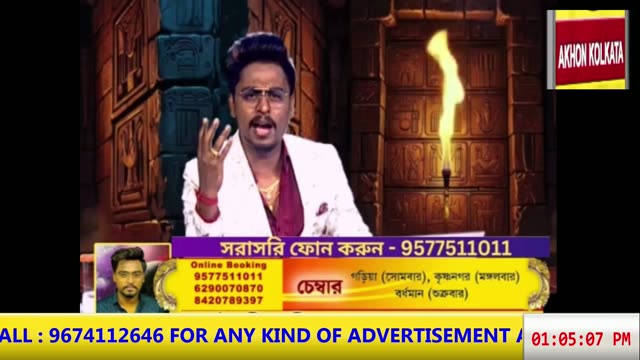 AKHON KOLKATA
সরাসরি ফোন করুন - 9577511011
Online Booking
9577511011
6290070870
8420789397
চেম্বার
গড়িয়া (সোমবার), কৃষ্ণনগর (মঙ্গলবার)
বর্ধমান (শুক্রবার)
ALL : 9674112646 FOR ANY KIND OF ADVERTISEMENT
01:05:07 PM